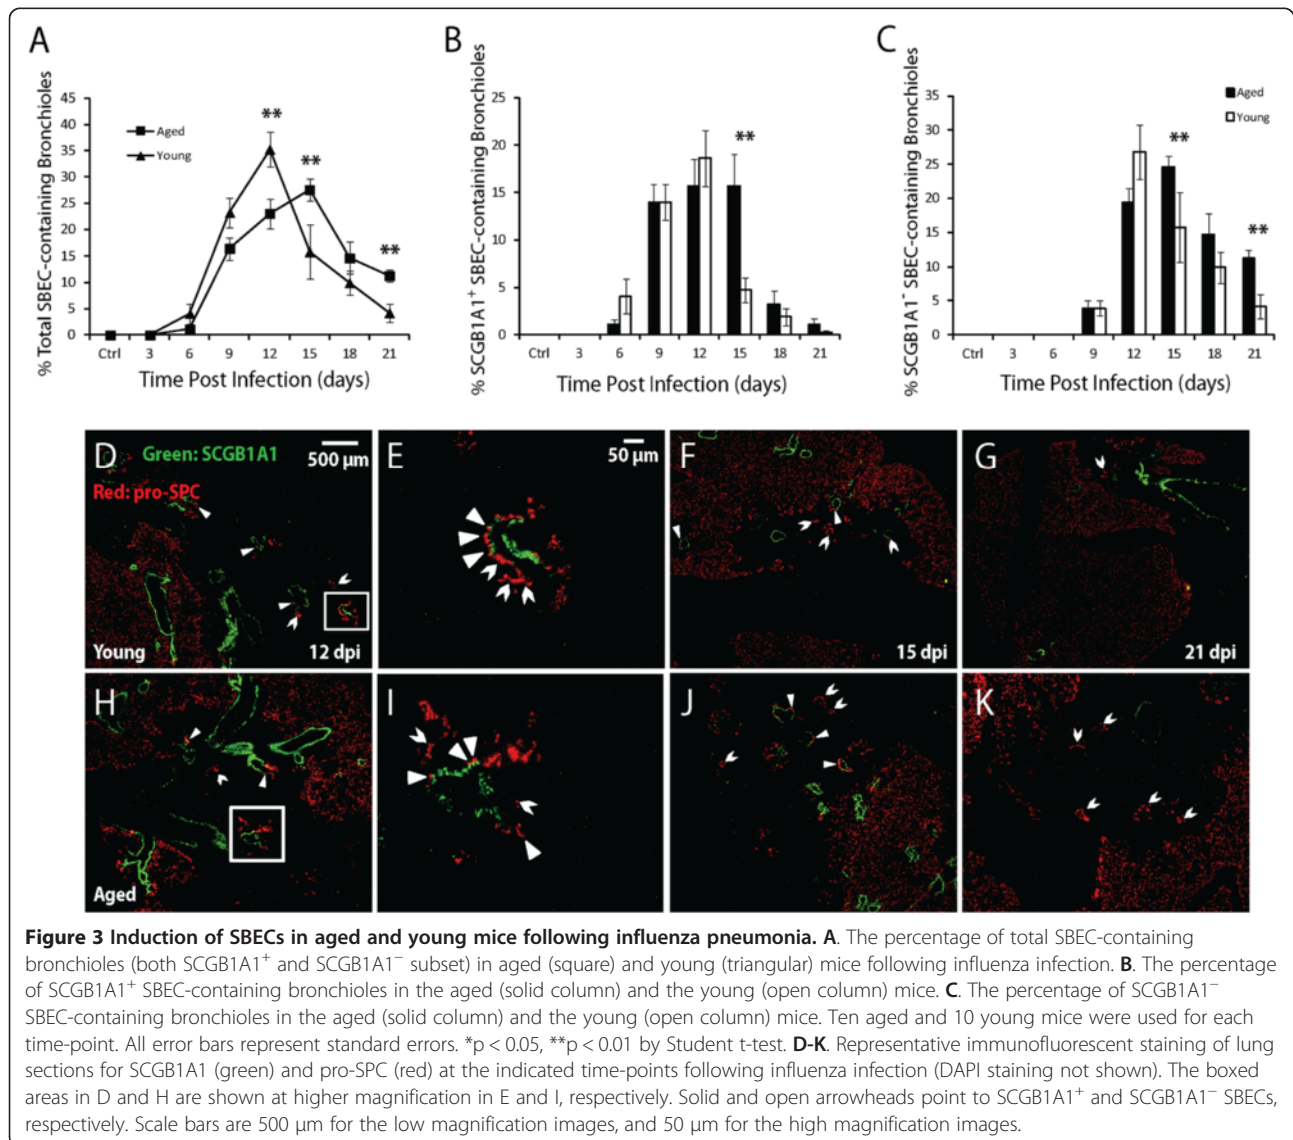 A
% Total SBEC-containing Bronchioles
45
40
35
30
25
20
15
10
5
0
Aged
Young
**
**
**
Ctrl 3 6 9 12 15 18 21
Time Post Infection (days)
B
% SCGB1A1+ SBEC-containing Bronchioles
25
20
15
10
5
0
**
Ctrl 3 6 9 12 15 18 21
Time Post Infection (days)
C
% SCGB1A1- SBEC-containing Bronchioles
35
30
25
20
15
10
5
0
Aged
Young
**
**
Ctrl 3 6 9 12 15 18 21
Time Post Infection (days)
D
Green: SCGB1A1
500 µm
Red: pro-SPC
Young
12 dpi
E
50 µm
F
15 dpi
G
21 dpi
H
Aged
I
J
K
Figure 3 Induction of SBECs in aged and young mice following influenza pneumonia. A. The percentage of total SBEC-containing
bronchioles (both SCGB1A1⁺ and SCGB1A1⁻ subset) in aged (square) and young (triangular) mice following influenza infection. B. The percentage
of SCGB1A1⁺ SBEC-containing bronchioles in the aged (solid column) and the young (open column) mice. C. The percentage of SCGB1A1⁻
SBEC-containing bronchioles in the aged (solid column) and the young (open column) mice. Ten aged and 10 young mice were used for each
time-point. All error bars represent standard errors. *p < 0.05, **p < 0.01 by Student t-test. D-K. Representative immunofluorescent staining of lung
sections for SCGB1A1 (green) and pro-SPC (red) at the indicated time-points following influenza infection (DAPI staining not shown). The boxed
areas in D and H are shown at higher magnification in E and I, respectively. Solid and open arrowheads point to SCGB1A1⁺ and SCGB1A1⁻ SBECs,
respectively. Scale bars are 500 µm for the low magnification images, and 50 µm for the high magnification images.